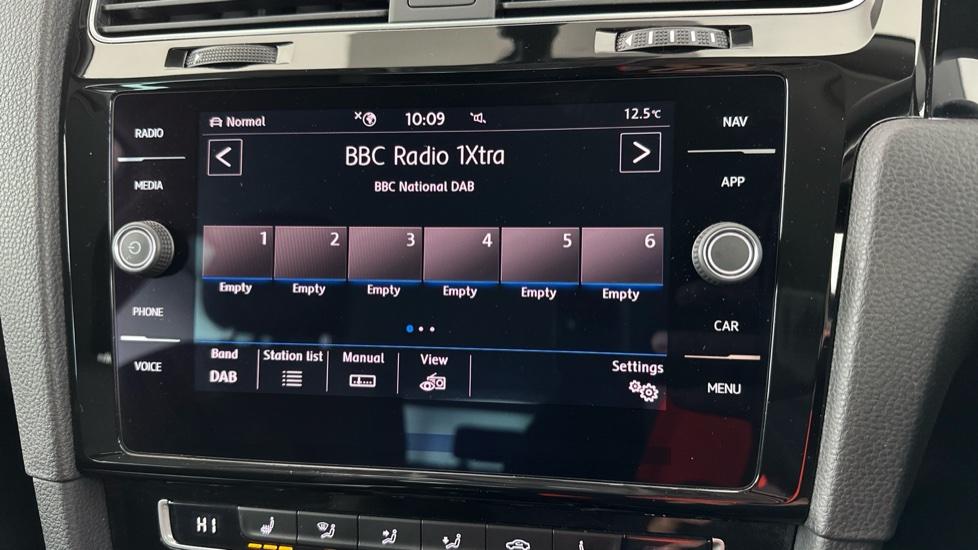 Normal 10:09 12.5°C
RADIO
MEDIA
PHONE
VOICE
BBC Radio 1Xtra
BBC National DAB
1 2 3 4 5 6
Empty Empty Empty Empty Empty Empty
Band
DAB
Station list
Manual
View
Settings
NAV
APP
CAR
MENU
HI